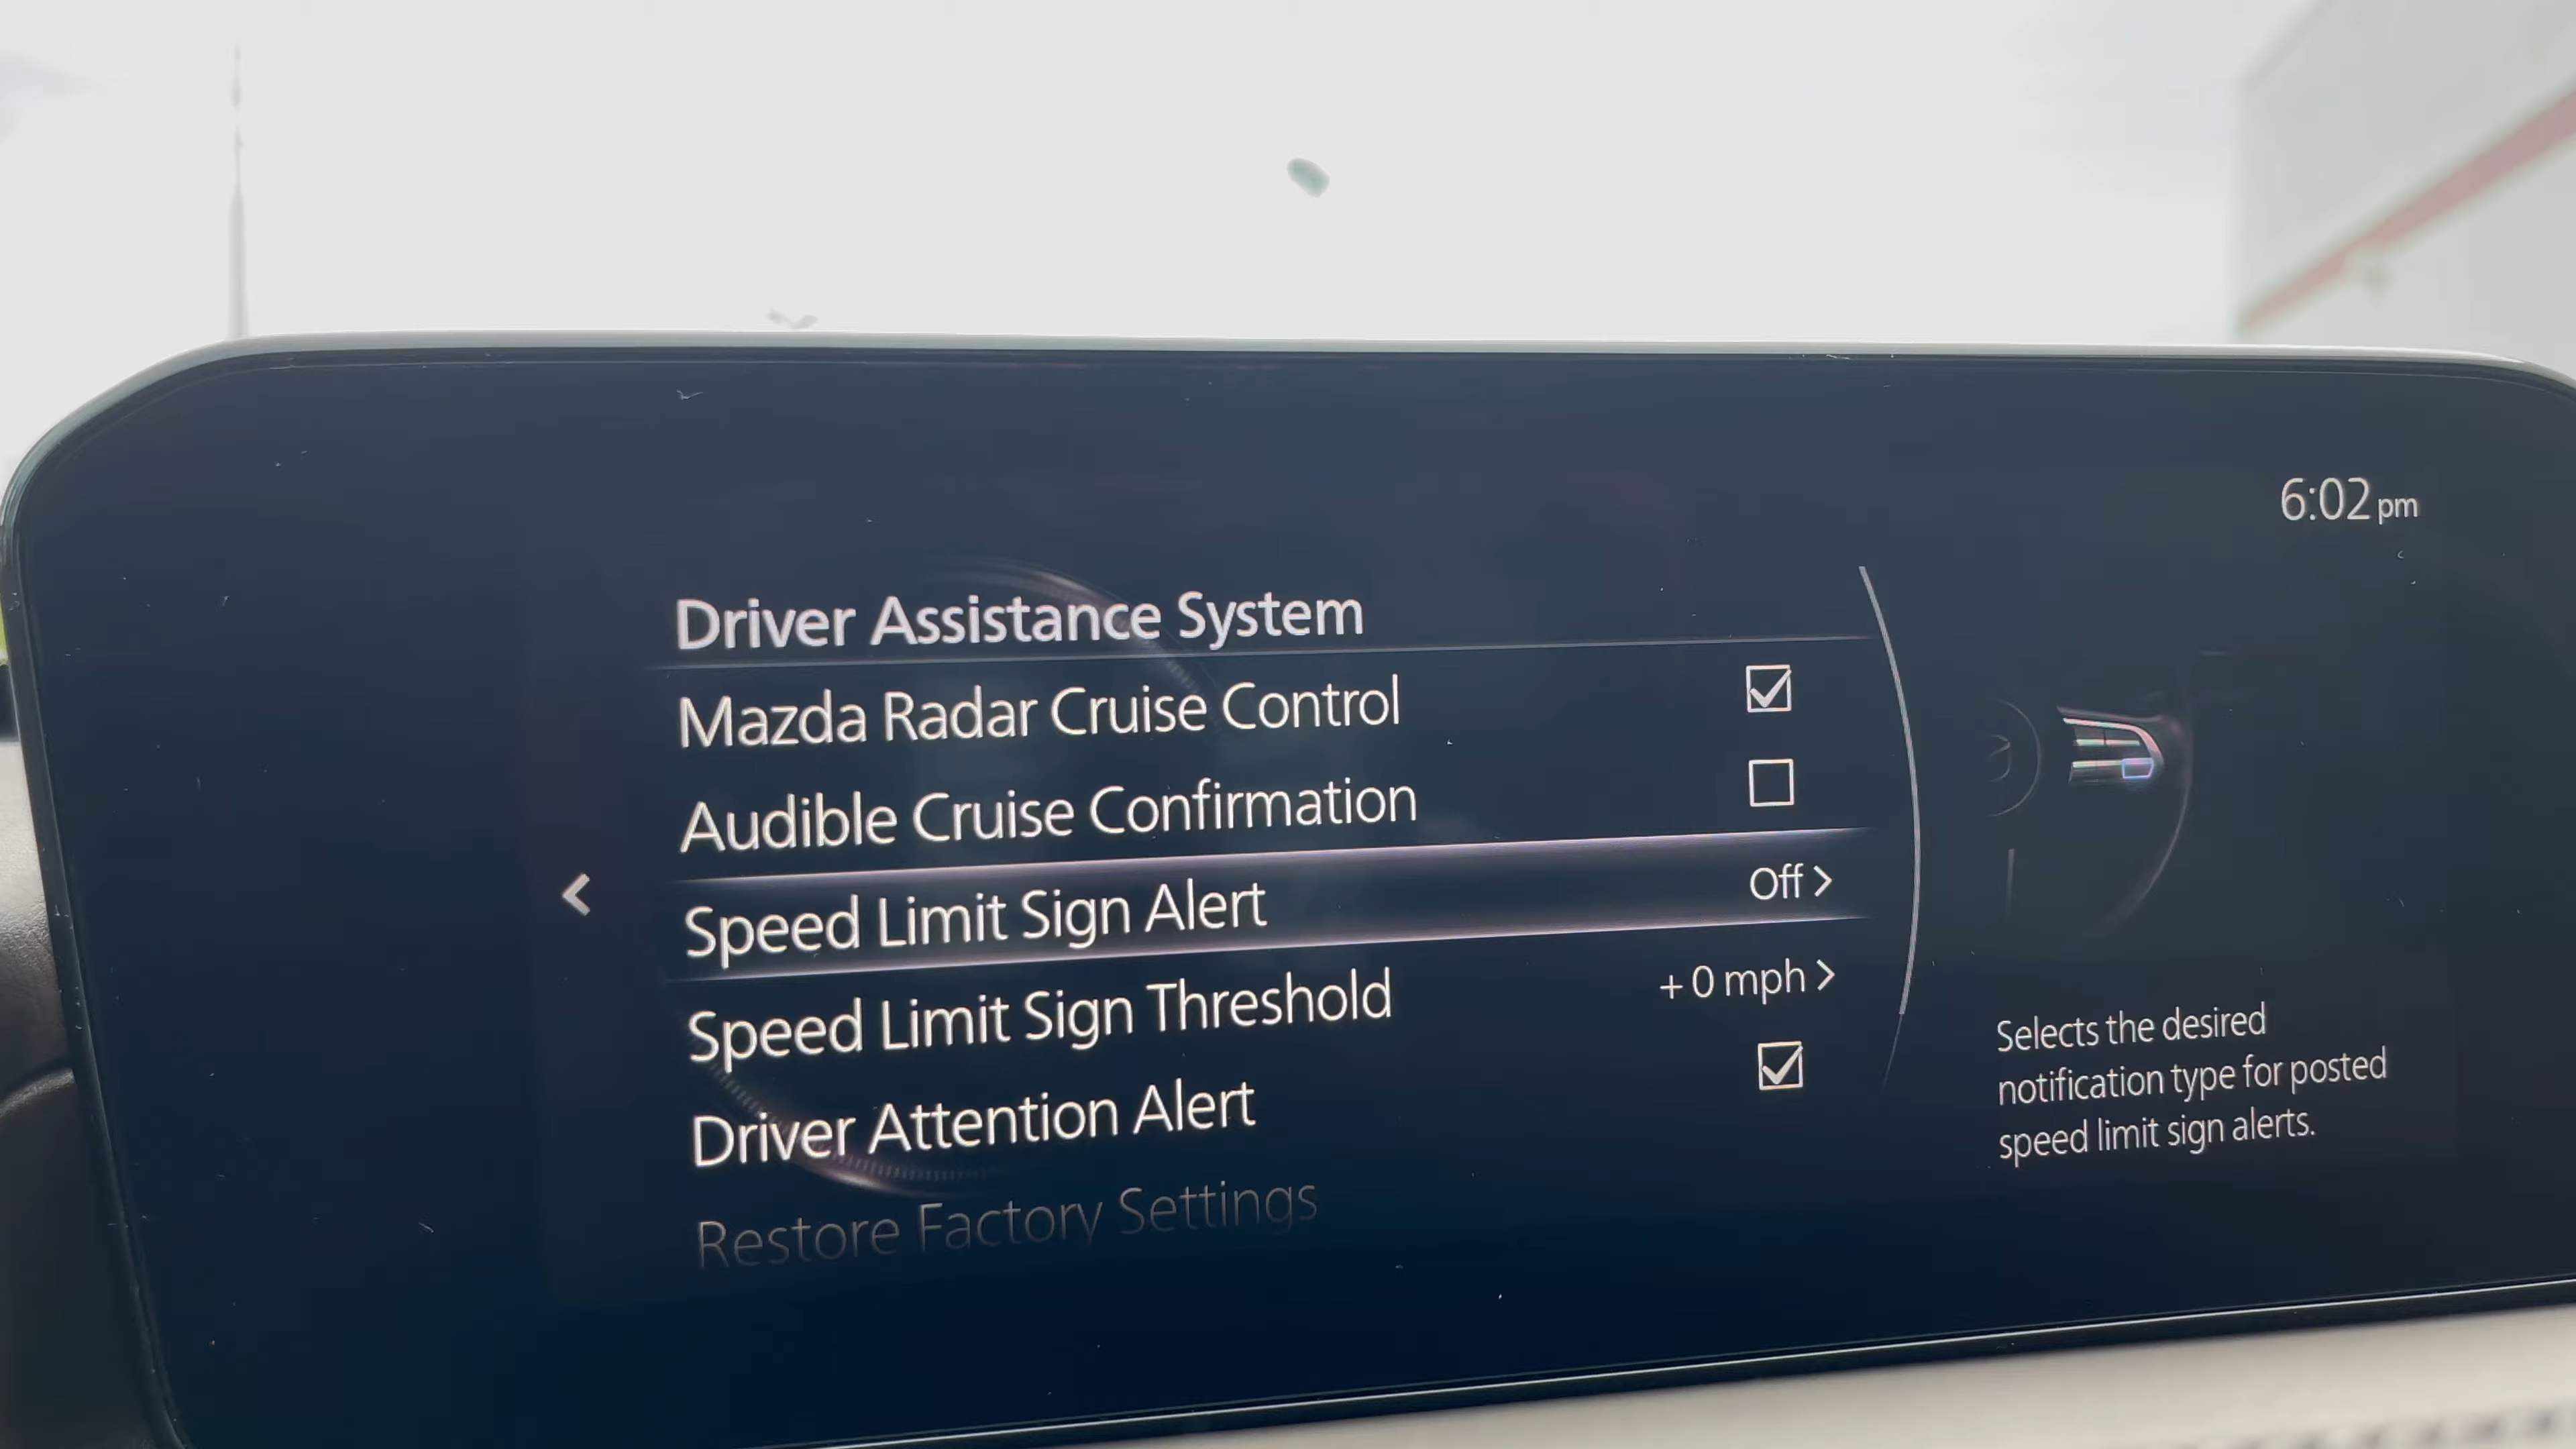 6:02 pm
Driver Assistance System
Mazda Radar Cruise Control
Audible Cruise Confirmation
Speed Limit Sign Alert Off >
Speed Limit Sign Threshold + 0 mph >
Driver Attention Alert
Restore Factory Settings
Selects the desired
notification type for posted
speed limit sign alerts.